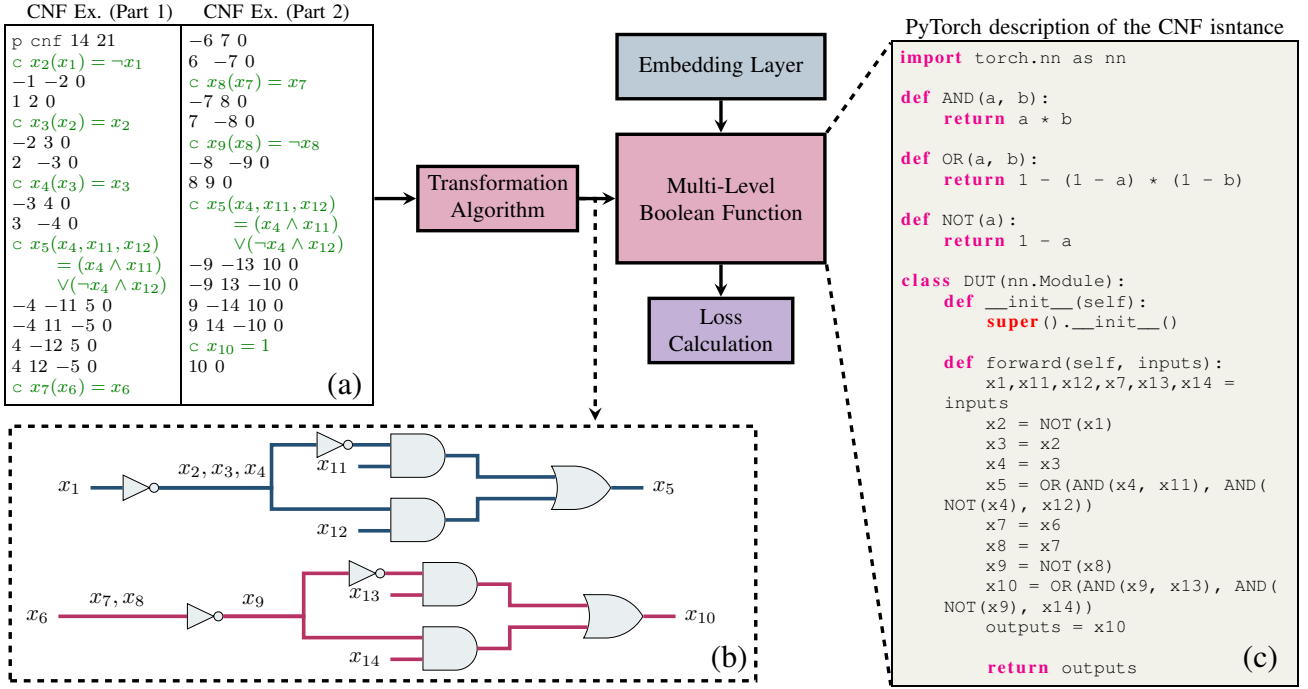 CNF Ex. (Part 1)
p cnf 14 21
c x₂(x₁) = ¬x₁
−1 −2 0
1 2 0
c x₃(x₂) = x₂
−2 3 0
2 −3 0
c x₄(x₃) = x₃
−3 4 0
3 −4 0
c x₅(x₄, x₁₁, x₁₂)
= (x₄ ∧ x₁₁)
∨(¬x₄ ∧ x₁₂)
−4 −11 5 0
−4 11 −5 0
4 −12 5 0
4 12 −5 0
c x₇(x₆) = x₆
CNF Ex. (Part 2)
−6 7 0
6 −7 0
c x₈(x₇) = x₇
−7 8 0
7 −8 0
c x₉(x₈) = ¬x₈
−8 −9 0
8 9 0
c x₅(x₄, x₁₁, x₁₂)
= (x₄ ∧ x₁₁)
∨(¬x₄ ∧ x₁₂)
−9 −13 10 0
−9 13 −10 0
9 −14 10 0
9 14 −10 0
c x₁₀ = 1
10 0
(a)
Transformation
Algorithm
Embedding Layer
Multi-Level
Boolean Function
Loss
Calculation
x₁
x₂, x₃, x₄
x₁₁
x₁₂
x₅
x₆
x₇, x₈
x₉
x₁₃
x₁₄
x₁₀
(b)
PyTorch description of the CNF isntance
import torch.nn as nn
def AND(a, b):
return a * b
def OR(a, b):
return 1 - (1 - a) * (1 - b)
def NOT(a):
return 1 - a
class DUT(nn.Module):
def __init__(self):
super().__init__()
def forward(self, inputs):
x1,x11,x12,x7,x13,x14 =
inputs
x2 = NOT(x1)
x3 = x2
x4 = x3
x5 = OR(AND(x4, x11), AND(
NOT(x4), x12))
x7 = x6
x8 = x7
x9 = NOT(x8)
x10 = OR(AND(x9, x13), AND(
NOT(x9), x14))
outputs = x10
return outputs
(c)